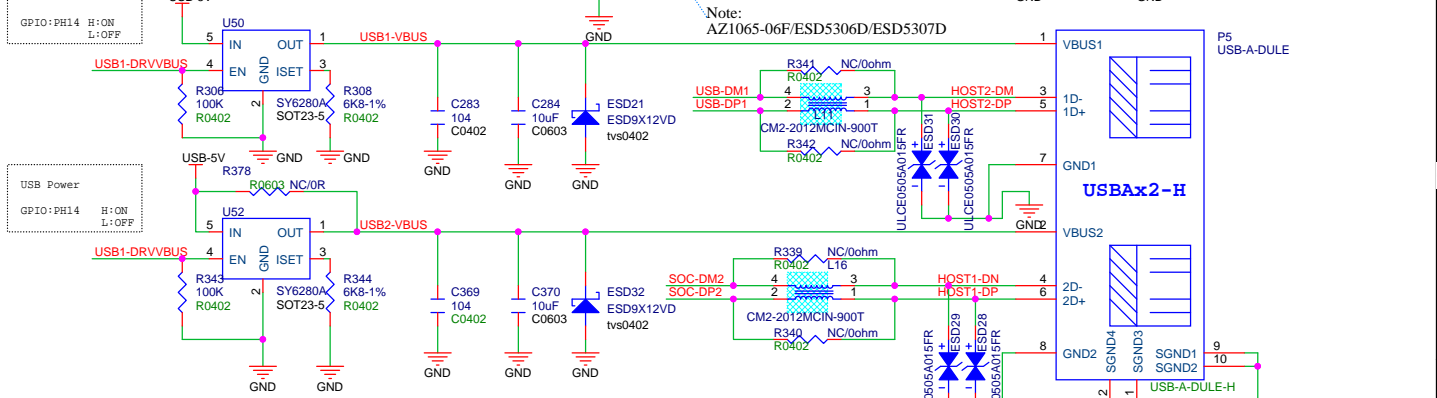 GPIO:PH14 H:ON
L:OFF
U50
5 IN OUT 1
USB1-VBUS
USB1-DRVVBUS
4 EN ISET 3
GND
2
R306
100K
R0402
SY6280A
SOT23-5
R308
6K8-1%
R0402
GND
GND
C283
104
C0402
GND
C284
10uF
C0603
GND
ESD21
ESD9X12VD
tvs0402
GND
GND
Note:
AZ1065-06F/ESD5306D/ESD5307D
GND
GND
R341 NC/0ohm
R0402
USB-DM1 4 3 HOST2-DM
USB-DP1 2 1 HOST2-DP
L11
CM2-2012MCIN-900T
R342 NC/0ohm
R0402
ESD31
ULCE0505A015FR
ESD30
ULCE0505A015FR
GND
P5
USB-A-DULE
1 VBUS1
3 1D-
5 1D+
7 GND1
USBAx2-H
2 VBUS2
4 2D-
6 2D+
8 GND2
SGND4
SGND3
2
1
SGND1 9
SGND2 10
USB-A-DULE-H
USB Power
GPIO:PH14 H:ON
L:OFF
USB-5V
R378
R0603 NC/0R
U52
5 IN OUT 1
USB2-VBUS
USB1-DRVVBUS
4 EN ISET 3
GND
2
R343
100K
R0402
SY6280A
SOT23-5
R344
6K8-1%
R0402
GND
GND
C369
104
C0402
GND
C370
10uF
C0603
GND
ESD32
ESD9X12VD
tvs0402
GND
R339 NC/0ohm
R0402 L16
SOC-DM2 4 3 HOST1-DN
SOC-DP2 2 1 HOST1-DP
CM2-2012MCIN-900T
R340 NC/0ohm
R0402
ESD29
0505A015FR
ESD28
0505A015FR